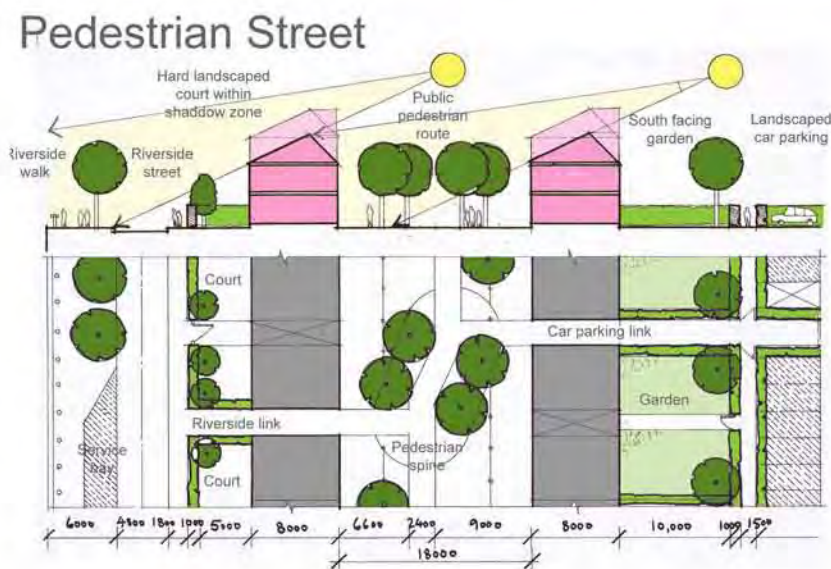 Pedestrian Street
Hard landscaped
court within
shaddow zone
Public
pedestrian
route
South facing
garden
Landscaped
car parking
Riverside
walk
Riverside
street
Court
Car parking link
Garden
Riverside link
Pedestrian
spine
Service
bay
Court
6000 4800 1800 1000 5000 8000 6600 2400 9000 8000 10,000 1000 1500
18000